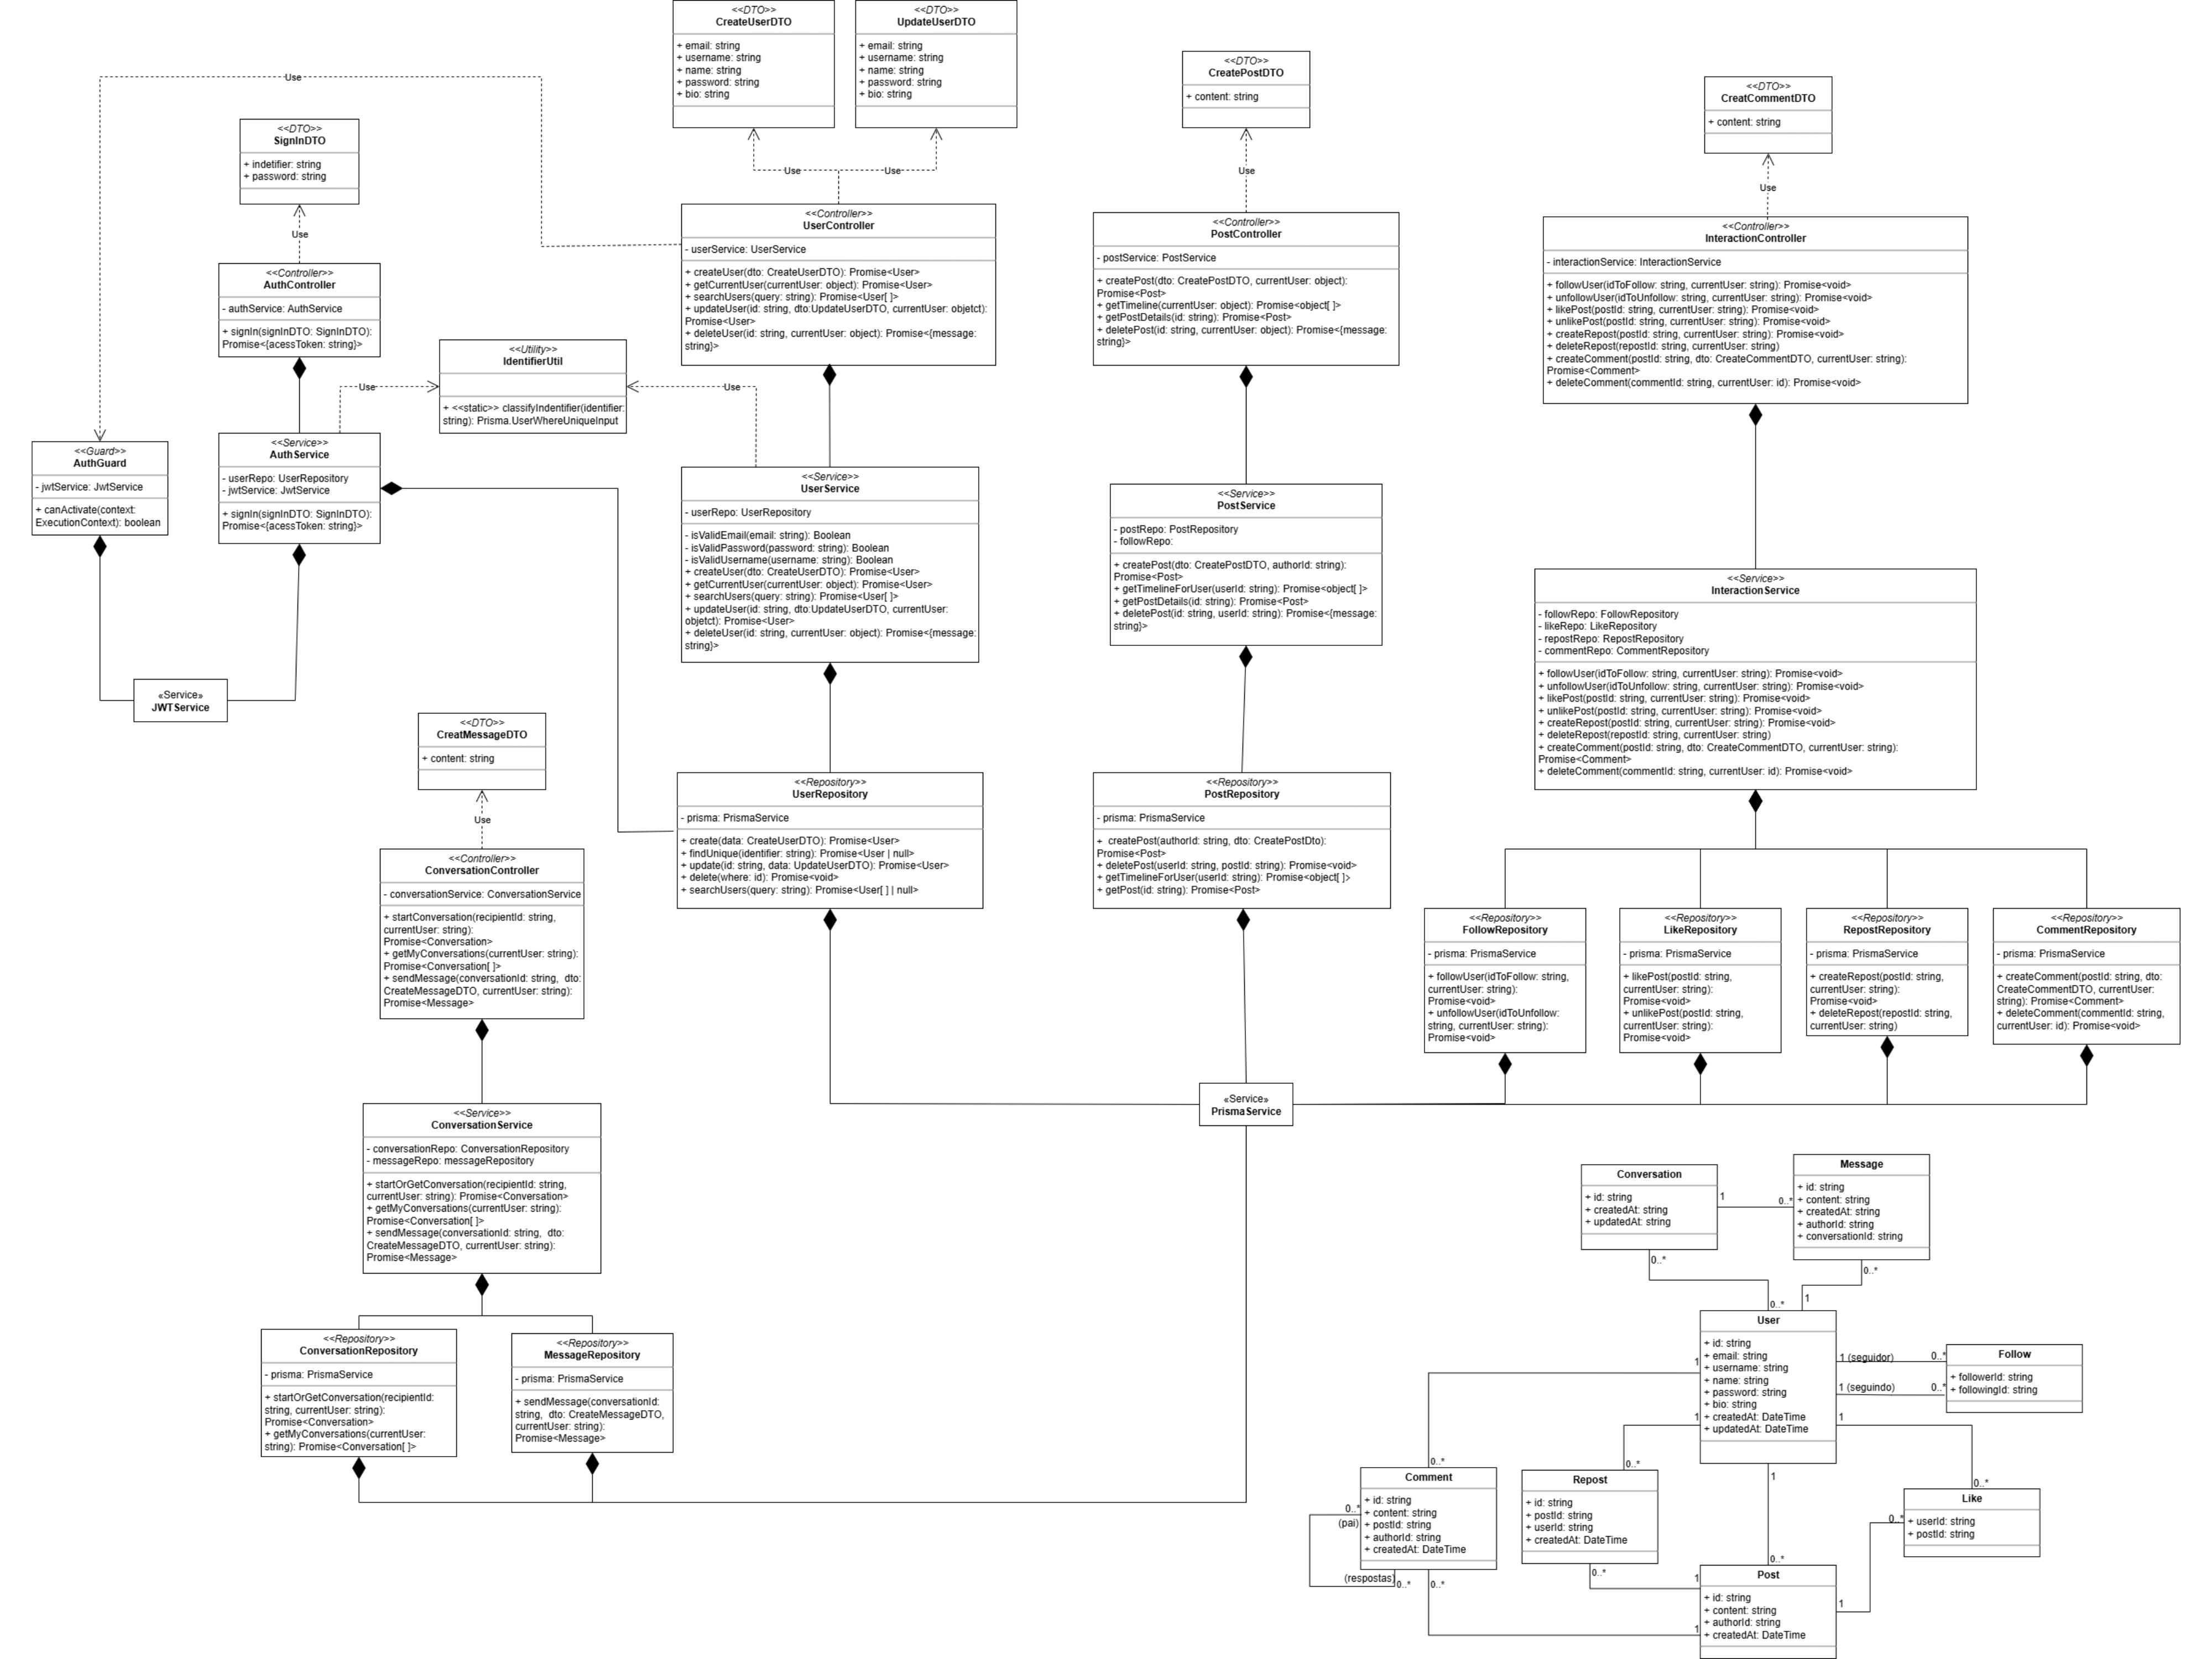 <<DTO>>
CreateUserDTO
+ email: string
+ username: string
+ name: string
+ password: string
+ bio: string
<<DTO>>
UpdateUserDTO
+ email: string
+ username: string
+ name: string
+ password: string
+ bio: string
<<DTO>>
CreatePostDTO
+ content: string
<<DTO>>
CreatCommentDTO
+ content: string
Use
<<DTO>>
SignInDTO
+ indetifier: string
+ password: string
Use
Use
Use
Use
Use
<<Controller>>
UserController
- userService: UserService
+ createUser(dto: CreateUserDTO): Promise<User>
+ getCurrentUser(currentUser: object): Promise<User>
+ searchUsers(query: string): Promise<User[ ]>
+ updateUser(id: string, dto:UpdateUserDTO, currentUser: objetct):
Promise<User>
+ deleteUser(id: string, currentUser: object): Promise<{message:
string}>
<<Controller>>
PostController
- postService: PostService
+ createPost(dto: CreatePostDTO, currentUser: object):
Promise<Post>
+ getTimeline(currentUser: object): Promise<object[ ]>
+ getPostDetails(id: string): Promise<Post>
+ deletePost(id: string, currentUser: object): Promise<{message:
string}>
<<Controller>>
InteractionController
- interactionService: InteractionService
+ followUser(idToFollow: string, currentUser: string): Promise<void>
+ unfollowUser(idToUnfollow: string, currentUser: string): Promise<void>
+ likePost(postId: string, currentUser: string): Promise<void>
+ unlikePost(postId: string, currentUser: string): Promise<void>
+ createRepost(postId: string, currentUser: string): Promise<void>
+ deleteRepost(repostId: string, currentUser: string)
+ createComment(postId: string, dto: CreateCommentDTO, currentUser: string):
Promise<Comment>
+ deleteComment(commentId: string, currentUser: id): Promise<void>
<<Controller>>
AuthController
- authService: AuthService
+ signIn(signInDTO: SignInDTO):
Promise<{acessToken: string}>
<<Utility>>
IdentifierUtil
+ <<static>> classifyIndentifier(identifier:
string): Prisma.UserWhereUniqueInput
Use
Use
<<Guard>>
AuthGuard
- jwtService: JwtService
+ canActivate(context:
ExecutionContext): boolean
<<Service>>
AuthService
- userRepo: UserRepository
- jwtService: JwtService
+ signIn(signInDTO: SignInDTO):
Promise<{acessToken: string}>
<<Service>>
UserService
- userRepo: UserRepository
- isValidEmail(email: string): Boolean
- isValidPassword(password: string): Boolean
- isValidUsername(username: string): Boolean
+ createUser(dto: CreateUserDTO): Promise<User>
+ getCurrentUser(currentUser: object): Promise<User>
+ searchUsers(query: string): Promise<User[ ]>
+ updateUser(id: string, dto:UpdateUserDTO, currentUser:
objetct): Promise<User>
+ deleteUser(id: string, currentUser: object): Promise<{message:
string}>
<<Service>>
PostService
- postRepo: PostRepository
- followRepo:
+ createPost(dto: CreatePostDTO, authorId: string):
Promise<Post>
+ getTimelineForUser(userId: string): Promise<object[ ]>
+ getPostDetails(id: string): Promise<Post>
+ deletePost(id: string, userId: string): Promise<{message:
string}>
<<Service>>
InteractionService
- followRepo: FollowRepository
- likeRepo: LikeRepository
- repostRepo: RepostRepository
- commentRepo: CommentRepository
+ followUser(idToFollow: string, currentUser: string): Promise<void>
+ unfollowUser(idToUnfollow: string, currentUser: string): Promise<void>
+ likePost(postId: string, currentUser: string): Promise<void>
+ unlikePost(postId: string, currentUser: string): Promise<void>
+ createRepost(postId: string, currentUser: string): Promise<void>
+ deleteRepost(repostId: string, currentUser: string)
+ createComment(postId: string, dto: CreateCommentDTO, currentUser: string):
Promise<Comment>
+ deleteComment(commentId: string, currentUser: id): Promise<void>
«Service»
JWTService
<<DTO>>
CreatMessageDTO
+ content: string
Use
<<Controller>>
ConversationController
- conversationService: ConversationService
+ startConversation(recipientId: string,
currentUser: string):
Promise<Conversation>
+ getMyConversations(currentUser: string):
Promise<Conversation[ ]>
+ sendMessage(conversationId: string,  dto:
CreateMessageDTO, currentUser: string):
Promise<Message>
<<Repository>>
UserRepository
- prisma: PrismaService
+ create(data: CreateUserDTO): Promise<User>
+ findUnique(identifier: string): Promise<User | null>
+ update(id: string, data: UpdateUserDTO): Promise<User>
+ delete(where: id): Promise<void>
+ searchUsers(query: string): Promise<User[ ] | null>
<<Repository>>
PostRepository
- prisma: PrismaService
+  createPost(authorId: string, dto: CreatePostDto):
Promise<Post>
+ deletePost(userId: string, postId: string): Promise<void>
+ getTimelineForUser(userId: string): Promise<object[ ]>
+ getPost(id: string): Promise<Post>
<<Repository>>
FollowRepository
- prisma: PrismaService
+ followUser(idToFollow: string,
currentUser: string):
Promise<void>
+ unfollowUser(idToUnfollow:
string, currentUser: string):
Promise<void>
<<Repository>>
LikeRepository
- prisma: PrismaService
+ likePost(postId: string,
currentUser: string):
Promise<void>
+ unlikePost(postId: string,
currentUser: string):
Promise<void>
<<Repository>>
RepostRepository
- prisma: PrismaService
+ createRepost(postId: string,
currentUser: string):
Promise<void>
+ deleteRepost(repostId: string,
currentUser: string)
<<Repository>>
CommentRepository
- prisma: PrismaService
+ createComment(postId: string, dto:
CreateCommentDTO, currentUser:
string): Promise<Comment>
+ deleteComment(commentId: string,
currentUser: id): Promise<void>
«Service»
PrismaService
<<Service>>
ConversationService
- conversationRepo: ConversationRepository
- messageRepo: messageRepository
+ startOrGetConversation(recipientId: string,
currentUser: string): Promise<Conversation>
+ getMyConversations(currentUser: string):
Promise<Conversation[ ]>
+ sendMessage(conversationId: string,  dto:
CreateMessageDTO, currentUser: string):
Promise<Message>
<<Repository>>
ConversationRepository
- prisma: PrismaService
+ startOrGetConversation(recipientId:
string, currentUser: string):
Promise<Conversation>
+ getMyConversations(currentUser:
string): Promise<Conversation[ ]>
<<Repository>>
MessageRepository
- prisma: PrismaService
+ sendMessage(conversationId:
string,  dto: CreateMessageDTO,
currentUser: string):
Promise<Message>
Conversation
+ id: string
+ createdAt: string
+ updatedAt: string
1
0..*
Message
+ id: string
+ content: string
+ createdAt: string
+ authorId: string
+ conversationId: string
0..*
0..*
0..*
1
User
+ id: string
+ email: string
+ username: string
+ name: string
+ password: string
+ bio: string
+ createdAt: DateTime
+ updatedAt: DateTime
1 (seguidor)
0..*
1 (seguindo)
0..*
Follow
+ followerId: string
+ followingId: string
1
1
1
1
0..*
0..*
0..*
0..*
Comment
+ id: string
+ content: string
+ postId: string
+ authorId: string
+ createdAt: DateTime
0..*
(pai)
(respostas)
0..*
0..*
Repost
+ id: string
+ postId: string
+ userId: string
+ createdAt: DateTime
0..*
Like
+ userId: string
+ postId: string
0..*
1
1
1
Post
+ id: string
+ content: string
+ authorId: string
+ createdAt: DateTime